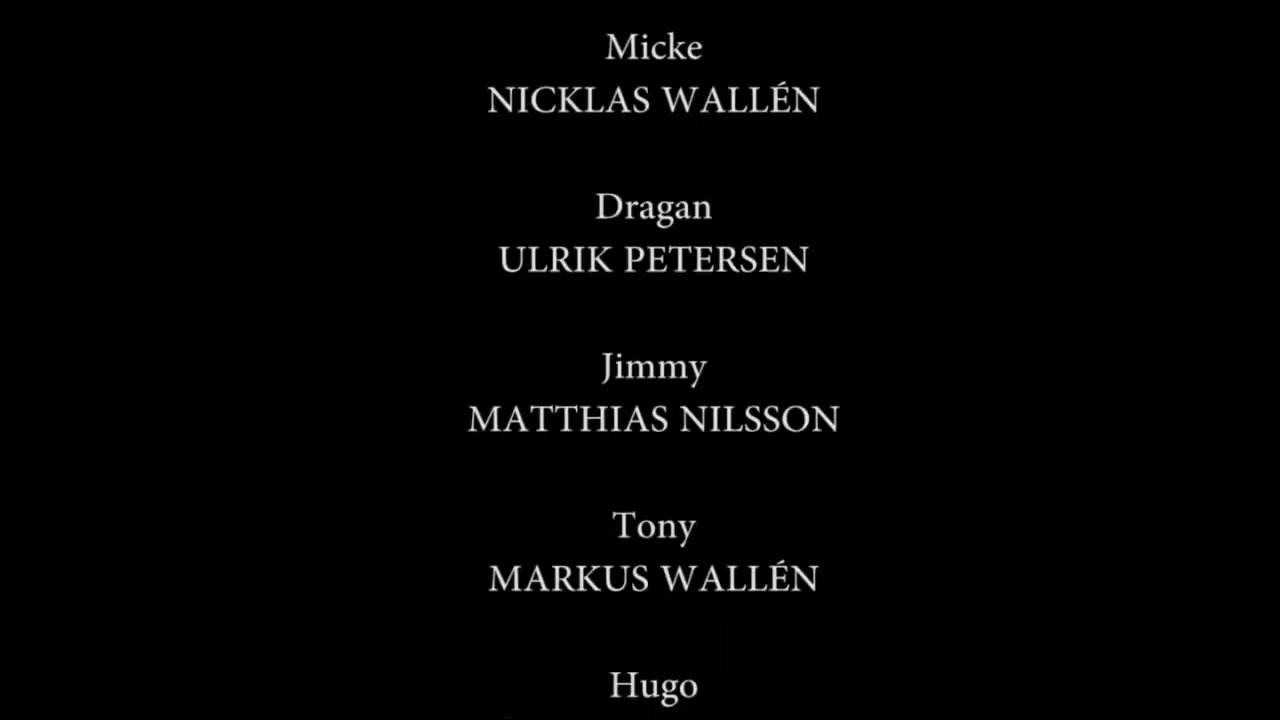 Micke
NICKLAS WALLÉN
Dragan
ULRIK PETERSEN
Jimmy
MATTHIAS NILSSON
Tony
MARKUS WALLÉN
Hugo